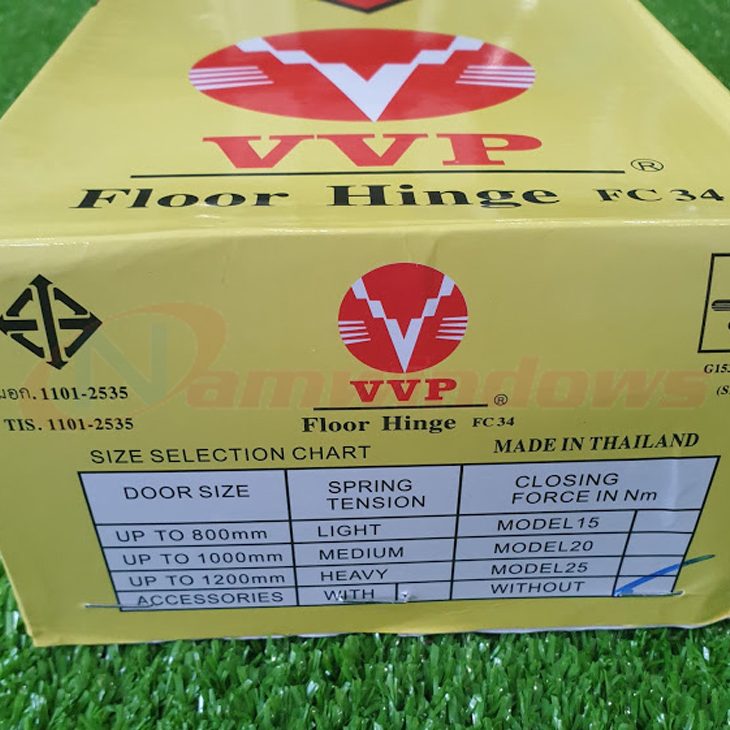 VVP
®
Floor Hinge FC 34
VVP
®
Floor Hinge FC 34
มอก. 1101-2535
TIS. 1101-2535
Namwindows
G153
MADE IN THAILAND
SIZE SELECTION CHART
DOOR SIZE SPRING TENSION CLOSING FORCE IN Nm
UP TO 800mm LIGHT MODEL15
UP TO 1000mm MEDIUM MODEL20
UP TO 1200mm HEAVY MODEL25
ACCESSORIES WITH WITHOUT